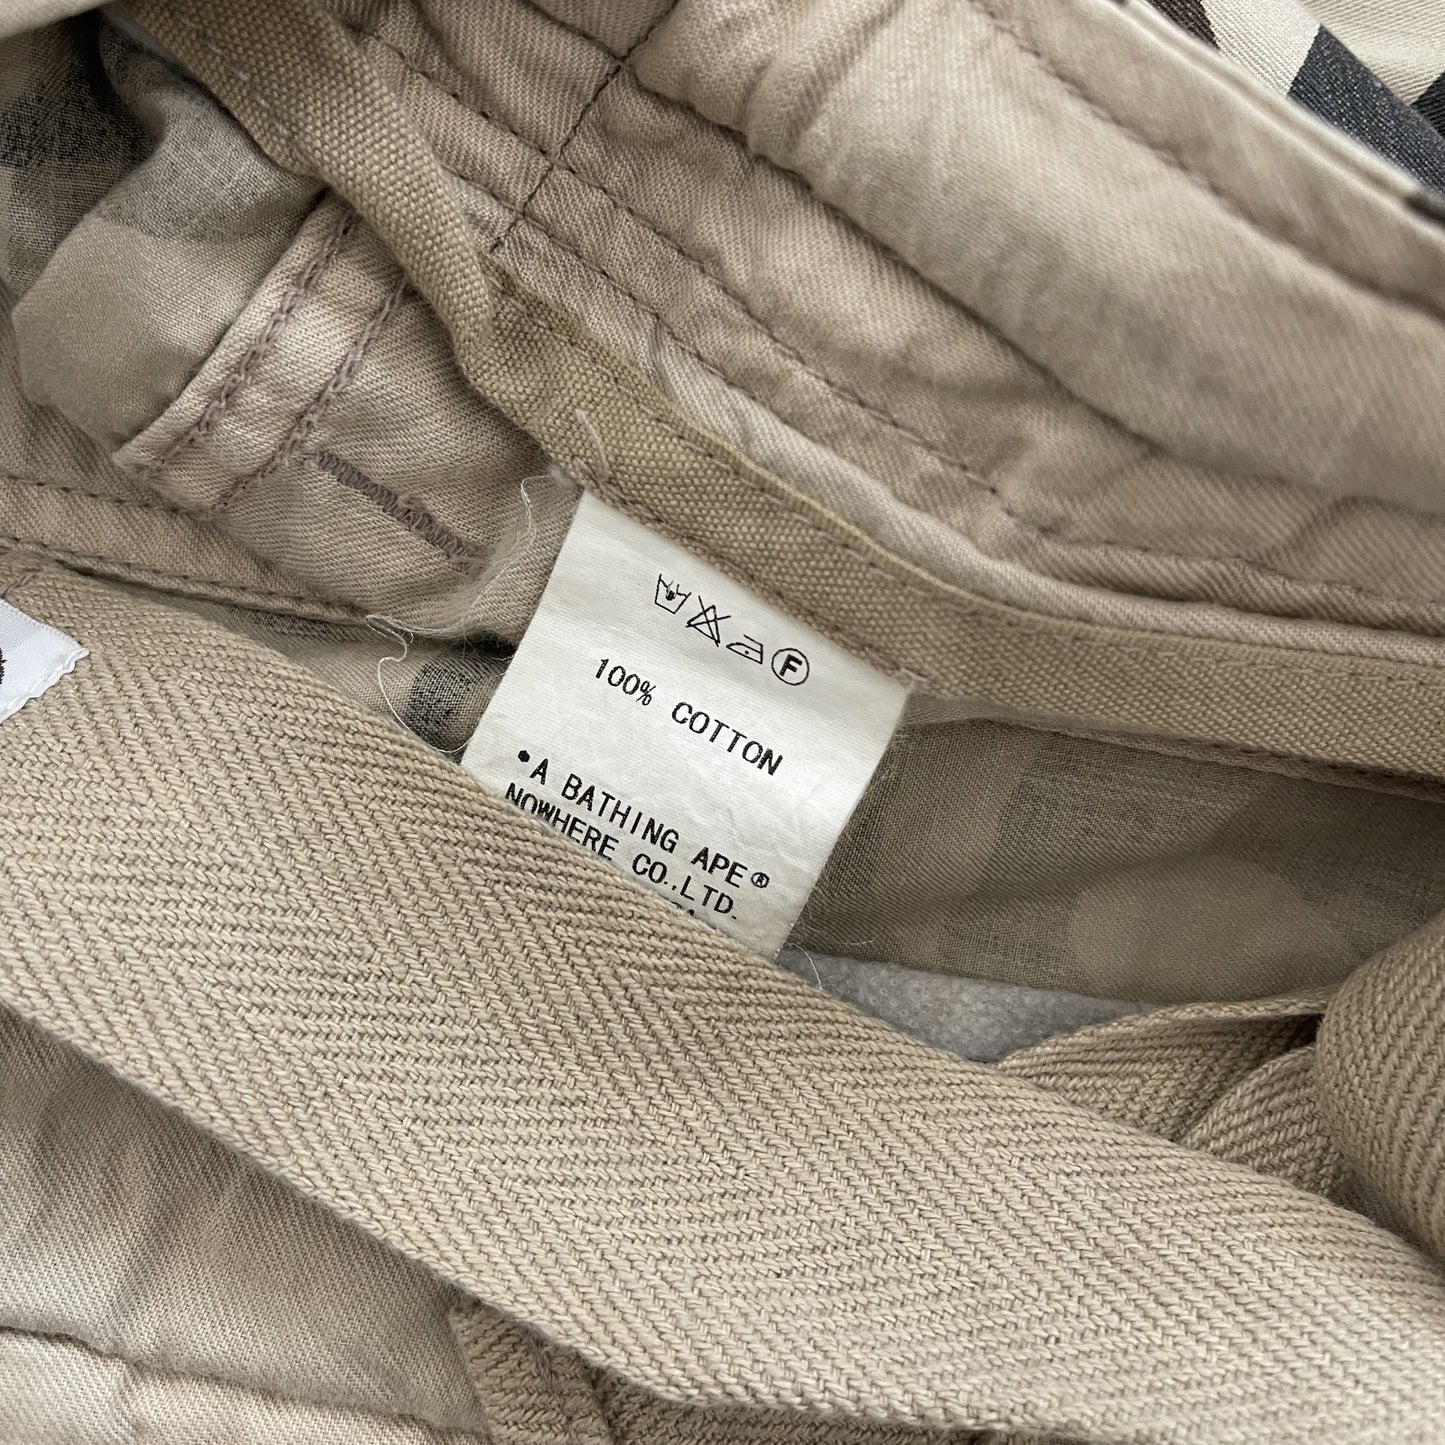 F
100% COTTON
•A BATHING APE®
NOWHERE CO.,LTD.